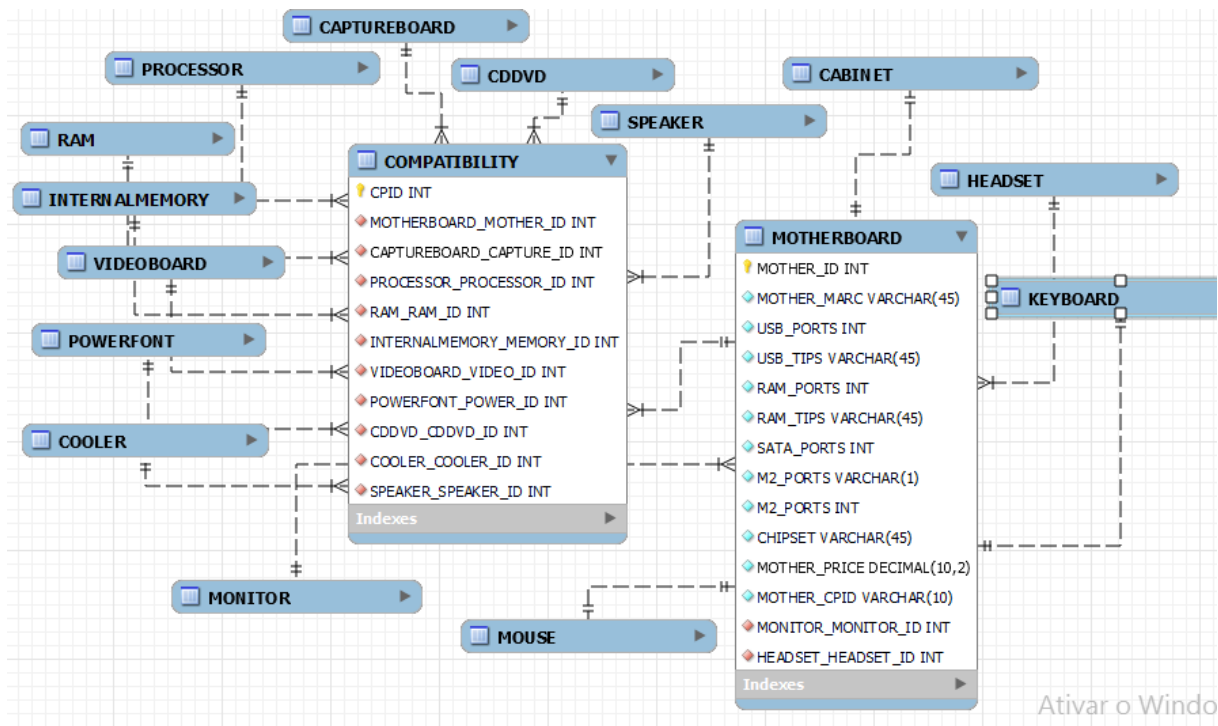 CAPTUREBOARD
PROCESSOR
CDDVD
CABINET
SPEAKER
RAM
COMPATIBILITY
HEADSET
INTERNALMEMORY
CPID INT
MOTHERBOARD_MOTHER_ID INT
CAPTUREBOARD_CAPTURE_ID INT
PROCESSOR_PROCESSOR_ID INT
RAM_RAM_ID INT
INTERNALMEMORY_MEMORY_ID INT
VIDEOBOARD_VIDEO_ID INT
POWERFONT_POWER_ID INT
CDDVD_CDDVD_ID INT
COOLER_COOLER_ID INT
SPEAKER_SPEAKER_ID INT
Indexes
VIDEOBOARD
POWERFONT
COOLER
MOTHERBOARD
MOTHER_ID INT
MOTHER_MARC VARCHAR(45)
USB_PORTS INT
USB_TIPS VARCHAR(45)
RAM_PORTS INT
RAM_TIPS VARCHAR(45)
SATA_PORTS INT
M2_PORTS VARCHAR(1)
M2_PORTS INT
CHIPSET VARCHAR(45)
MOTHER_PRICE DECIMAL(10,2)
MOTHER_CPID VARCHAR(10)
MONITOR_MONITOR_ID INT
HEADSET_HEADSET_ID INT
Indexes
KEYBOARD
MONITOR
MOUSE
Ativar o Windo